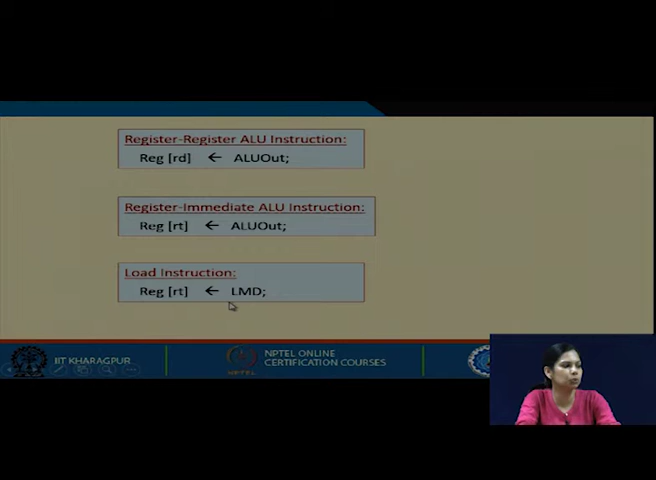 Register-Register ALU Instruction:
Reg [rd] ← ALUOut;
Register-Immediate ALU Instruction:
Reg [rt] ← ALUOut;
Load Instruction:
Reg [rt] ← LMD;
IIT KHARAGPUR
NPTEL
NPTEL ONLINE
CERTIFICATION COURSES